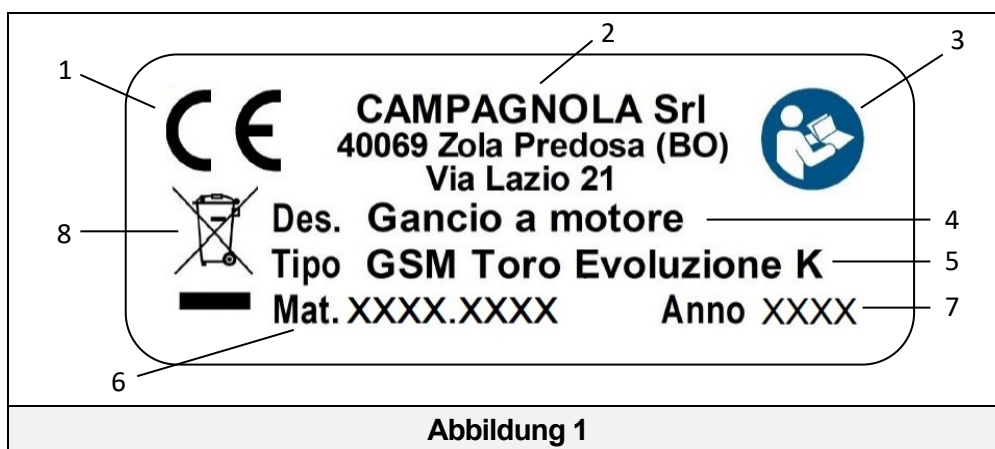 2
1
3
CE
CAMPAGNOLA Srl
40069 Zola Predosa (BO)
Via Lazio 21
8
Des. Gancio a motore
4
Tipo GSM Toro Evoluzione K
5
Mat. XXXX.XXXX Anno XXXX
7
6
Abbildung 1